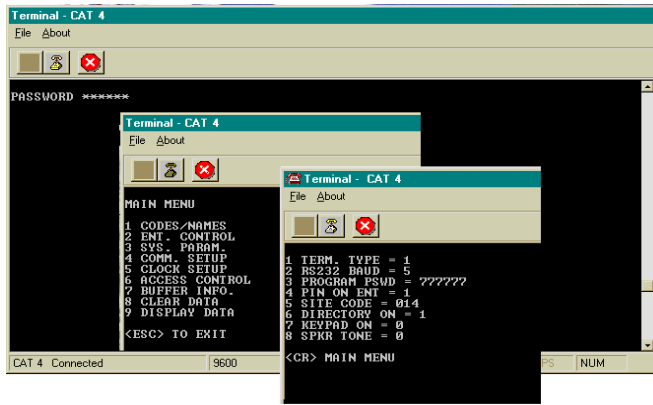 Terminal - CAT 4
File About
PASSWORD ******
Terminal - CAT 4
File About
MAIN MENU
1 CODES/NAMES
2 ENT. CONTROL
3 SYS. PARAM.
4 COMM. SETUP
5 CLOCK SETUP
6 ACCESS CONTROL
7 BUFFER INFO.
8 CLEAR DATA
9 DISPLAY DATA
<ESC> TO EXIT
Terminal - CAT 4
File About
1 TERM. TYPE = 1
2 RS232 BAUD = 5
3 PROGRAM PSWD = 777777
4 PIN ON ENT = 1
5 SITE CODE = 014
6 DIRECTORY ON = 1
7 KEYPAD ON = 0
8 SPKR TONE = 0
<CR> MAIN MENU
CAT 4 Connected 9600 PS NUM